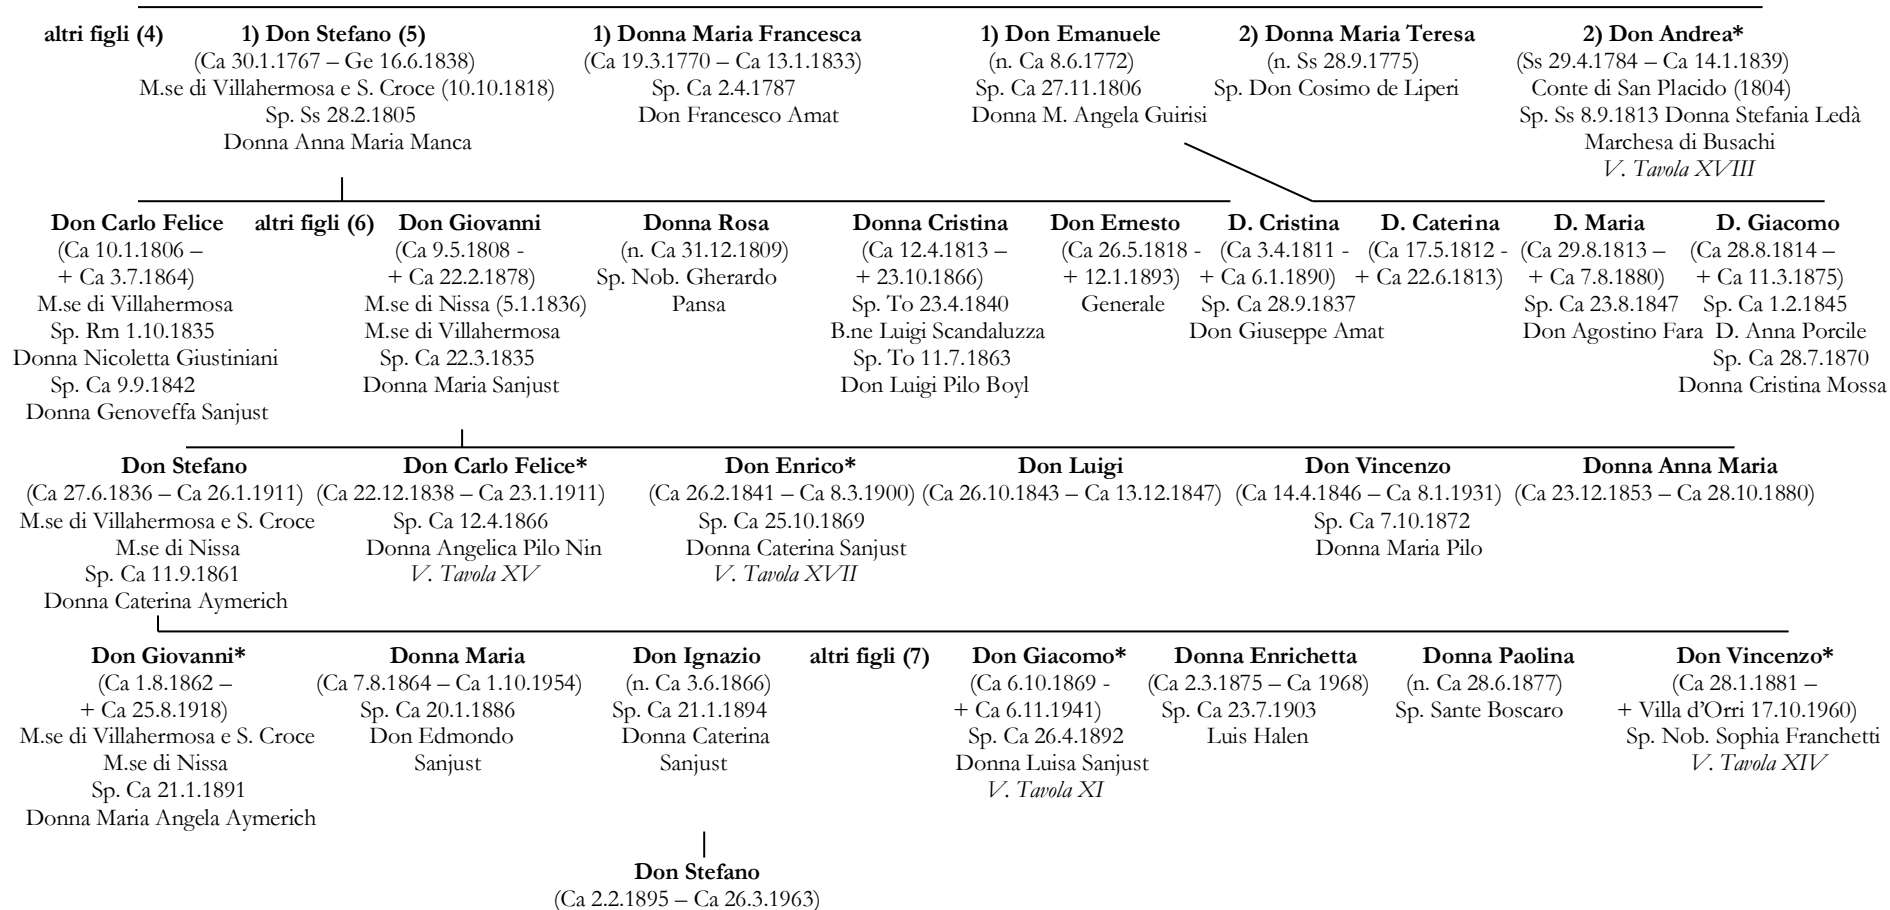 altri figli (4)
1) Don Stefano (5)
(Ca 30.1.1767 – Ge 16.6.1838)
M.se di Villahermosa e S. Croce (10.10.1818)
Sp. Ss 28.2.1805
Donna Anna Maria Manca
1) Donna Maria Francesca
(Ca 19.3.1770 – Ca 13.1.1833)
Sp. Ca 2.4.1787
Don Francesco Amat
1) Don Emanuele
(n. Ca 8.6.1772)
Sp. Ca 27.11.1806
Donna M. Angela Guirisi
2) Donna Maria Teresa
(n. Ss 28.9.1775)
Sp. Don Cosimo de Liperi
2) Don Andrea*
(Ss 29.4.1784 – Ca 14.1.1839)
Conte di San Placido (1804)
Sp. Ss 8.9.1813 Donna Stefania Ledà
Marchesa di Busachi
V. Tavola XVIII
Don Carlo Felice
(Ca 10.1.1806 –
+ Ca 3.7.1864)
M.se di Villahermosa
Sp. Rm 1.10.1835
Donna Nicoletta Giustiniani
Sp. Ca 9.9.1842
Donna Genoveffa Sanjust
altri figli (6)
Don Giovanni
(Ca 9.5.1808 -
+ Ca 22.2.1878)
M.se di Nissa (5.1.1836)
M.se di Villahermosa
Sp. Ca 22.3.1835
Donna Maria Sanjust
Donna Rosa
(n. Ca 31.12.1809)
Sp. Nob. Gherardo
Pansa
Donna Cristina
(Ca 12.4.1813 –
+ 23.10.1866)
Sp. To 23.4.1840
B.ne Luigi Scandaluzza
Sp. To 11.7.1863
Don Luigi Pilo Boyl
Don Ernesto
(Ca 26.5.1818 -
+ 12.1.1893)
Generale
D. Cristina
(Ca 3.4.1811 -
+ Ca 6.1.1890)
Sp. Ca 28.9.1837
Don Giuseppe Amat
D. Caterina
(Ca 17.5.1812 -
+ Ca 22.6.1813)
D. Maria
(Ca 29.8.1813 –
+ Ca 7.8.1880)
Sp. Ca 23.8.1847
Don Agostino Fara
D. Giacomo
(Ca 28.8.1814 –
+ Ca 11.3.1875)
Sp. Ca 1.2.1845
D. Anna Porcile
Sp. Ca 28.7.1870
Donna Cristina Mossa
Don Stefano
(Ca 27.6.1836 – Ca 26.1.1911)
M.se di Villahermosa e S. Croce
M.se di Nissa
Sp. Ca 11.9.1861
Donna Caterina Aymerich
Don Carlo Felice*
(Ca 22.12.1838 – Ca 23.1.1911)
Sp. Ca 12.4.1866
Donna Angelica Pilo Nin
V. Tavola XV
Don Enrico*
(Ca 26.2.1841 – Ca 8.3.1900)
Sp. Ca 25.10.1869
Donna Caterina Sanjust
V. Tavola XVII
Don Luigi
(Ca 26.10.1843 – Ca 13.12.1847)
Don Vincenzo
(Ca 14.4.1846 – Ca 8.1.1931)
Sp. Ca 7.10.1872
Donna Maria Pilo
Donna Anna Maria
(Ca 23.12.1853 – Ca 28.10.1880)
Don Giovanni*
(Ca 1.8.1862 –
+ Ca 25.8.1918)
M.se di Villahermosa e S. Croce
M.se di Nissa
Sp. Ca 21.1.1891
Donna Maria Angela Aymerich
Donna Maria
(Ca 7.8.1864 – Ca 1.10.1954)
Sp. Ca 20.1.1886
Don Edmondo
Sanjust
Don Ignazio
(n. Ca 3.6.1866)
Sp. Ca 21.1.1894
Donna Caterina
Sanjust
altri figli (7)
Don Giacomo*
(Ca 6.10.1869 -
+ Ca 6.11.1941)
Sp. Ca 26.4.1892
Donna Luisa Sanjust
V. Tavola XI
Donna Enrichetta
(Ca 2.3.1875 – Ca 1968)
Sp. Ca 23.7.1903
Luis Halen
Donna Paolina
(n. Ca 28.6.1877)
Sp. Sante Boscaro
Don Vincenzo*
(Ca 28.1.1881 –
+ Villa d'Orri 17.10.1960)
Sp. Nob. Sophia Franchetti
V. Tavola XIV
Don Stefano
(Ca 2.2.1895 – Ca 26.3.1963)